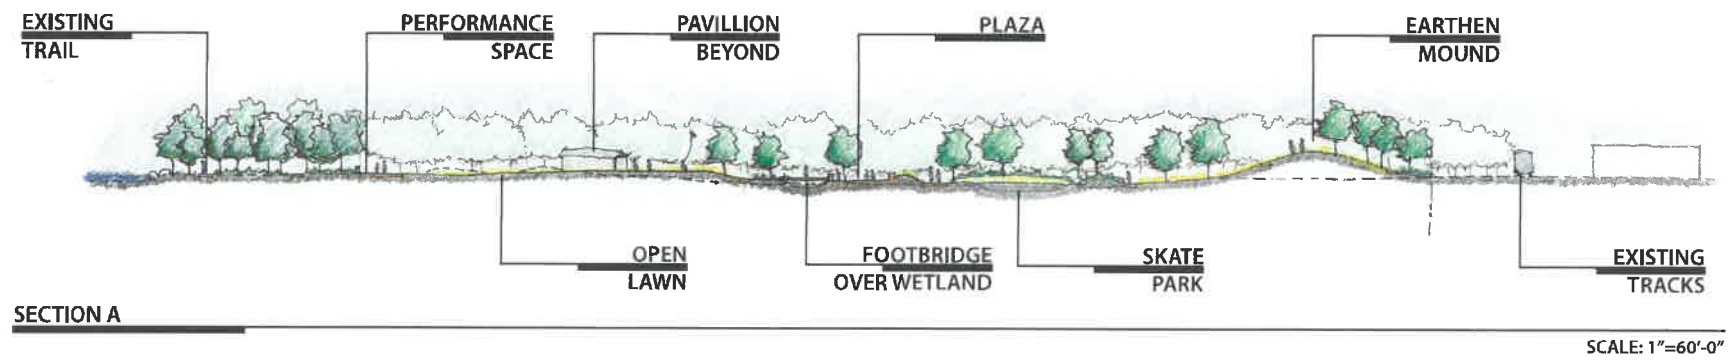 EXISTING
TRAIL
PERFORMANCE
SPACE
PAVILLION
BEYOND
PLAZA
EARTHEN
MOUND
OPEN
LAWN
FOOTBRIDGE
OVER WETLAND
SKATE
PARK
EXISTING
TRACKS
SECTION A
SCALE: 1"=60'-0"